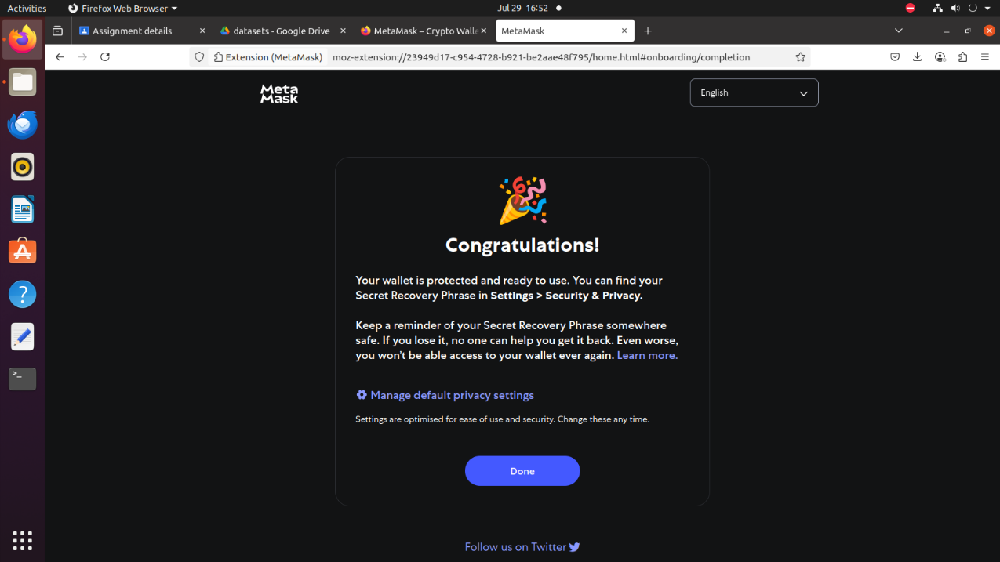 Activities
Firefox Web Browser
Jul 29 16:52
Assignment details
datasets - Google Drive
MetaMask – Crypto Walle
MetaMask
Extension (MetaMask)
moz-extension://23949d17-c954-4728-b921-be2aae48f795/home.html#onboarding/completion
Meta
Mask
English
Congratulations!
Your wallet is protected and ready to use. You can find your
Secret Recovery Phrase in Settings > Security & Privacy.
Keep a reminder of your Secret Recovery Phrase somewhere
safe. If you lose it, no one can help you get it back. Even worse,
you won’t be able access to your wallet ever again. Learn more.
Manage default privacy settings
Settings are optimised for ease of use and security. Change these any time.
Done
Follow us on Twitter